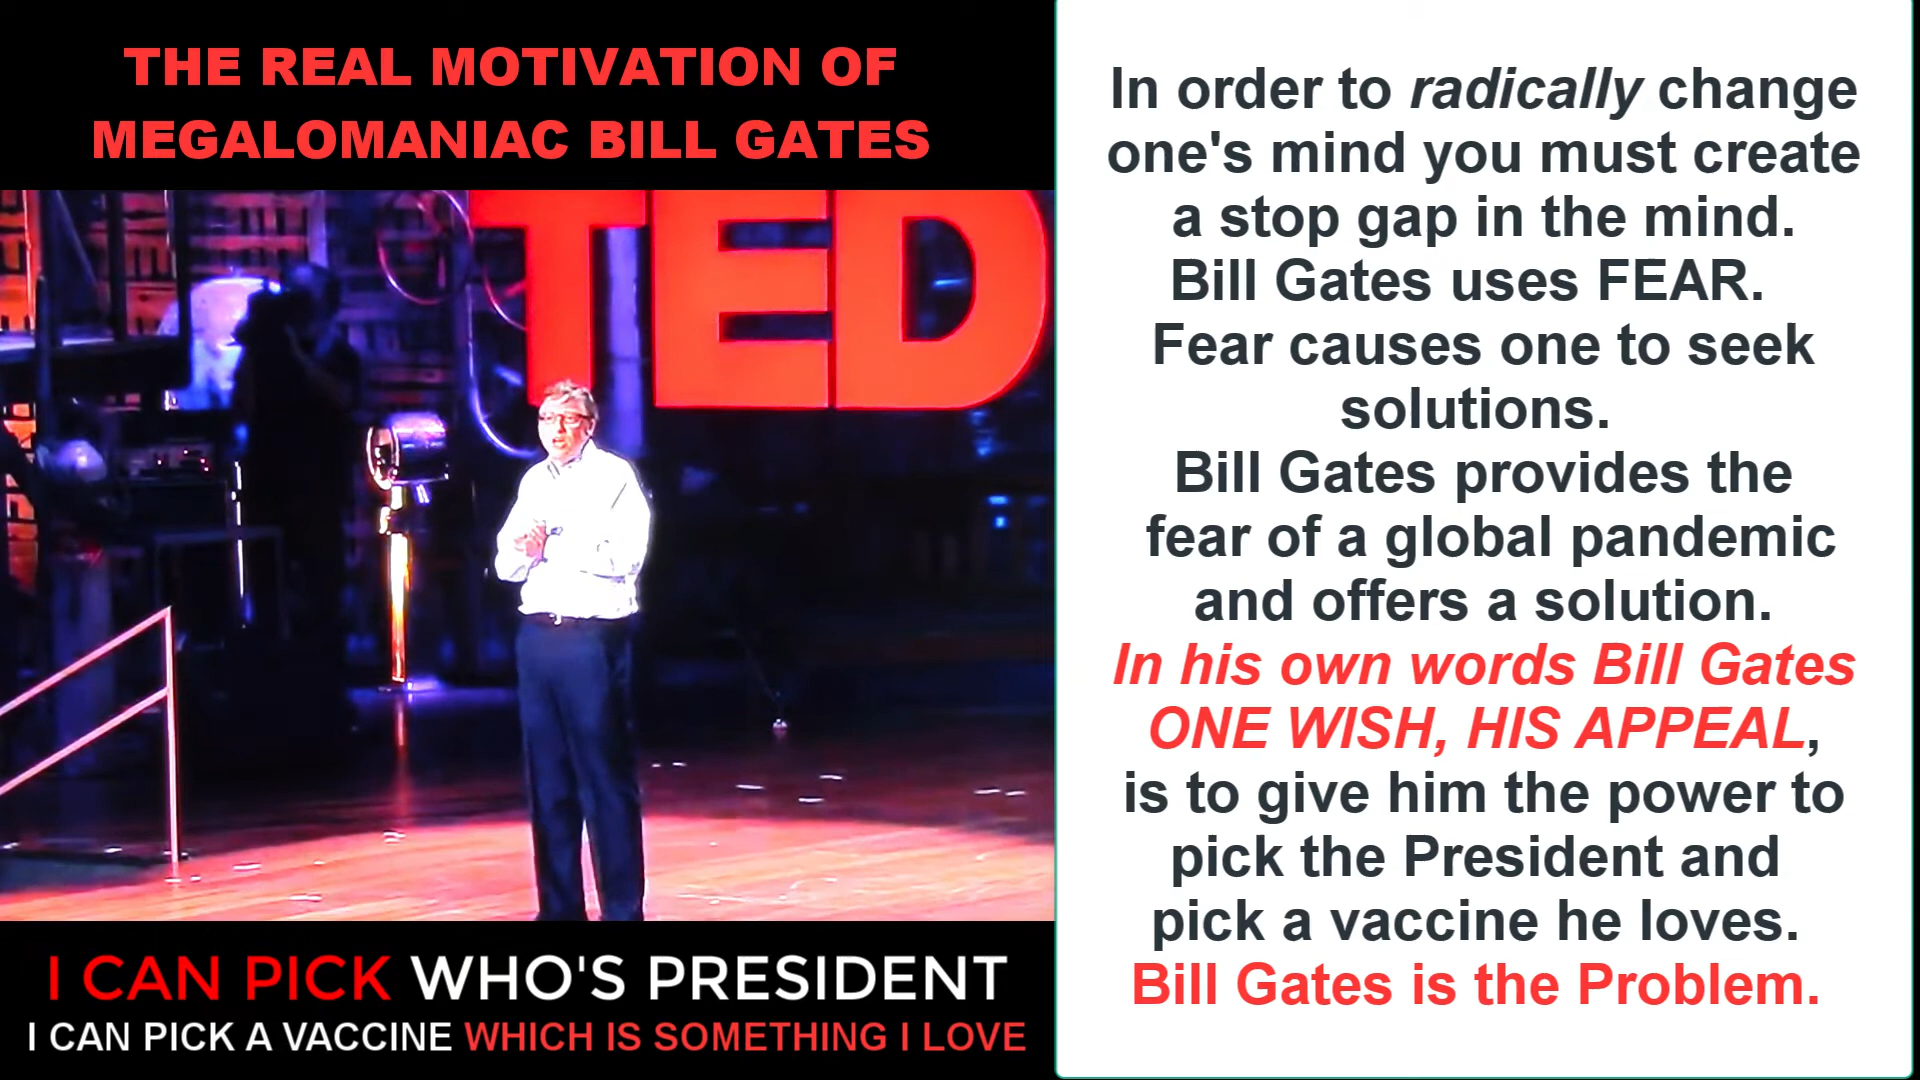 THE REAL MOTIVATION OF
MEGALOMANIAC BILL GATES
TED
I CAN PICK WHO'S PRESIDENT
I CAN PICK A VACCINE WHICH IS SOMETHING I LOVE
In order to radically change
one's mind you must create
a stop gap in the mind.
Bill Gates uses FEAR.
Fear causes one to seek
solutions.
Bill Gates provides the
fear of a global pandemic
and offers a solution.
In his own words Bill Gates
ONE WISH, HIS APPEAL,
is to give him the power to
pick the President and
pick a vaccine he loves.
Bill Gates is the Problem.